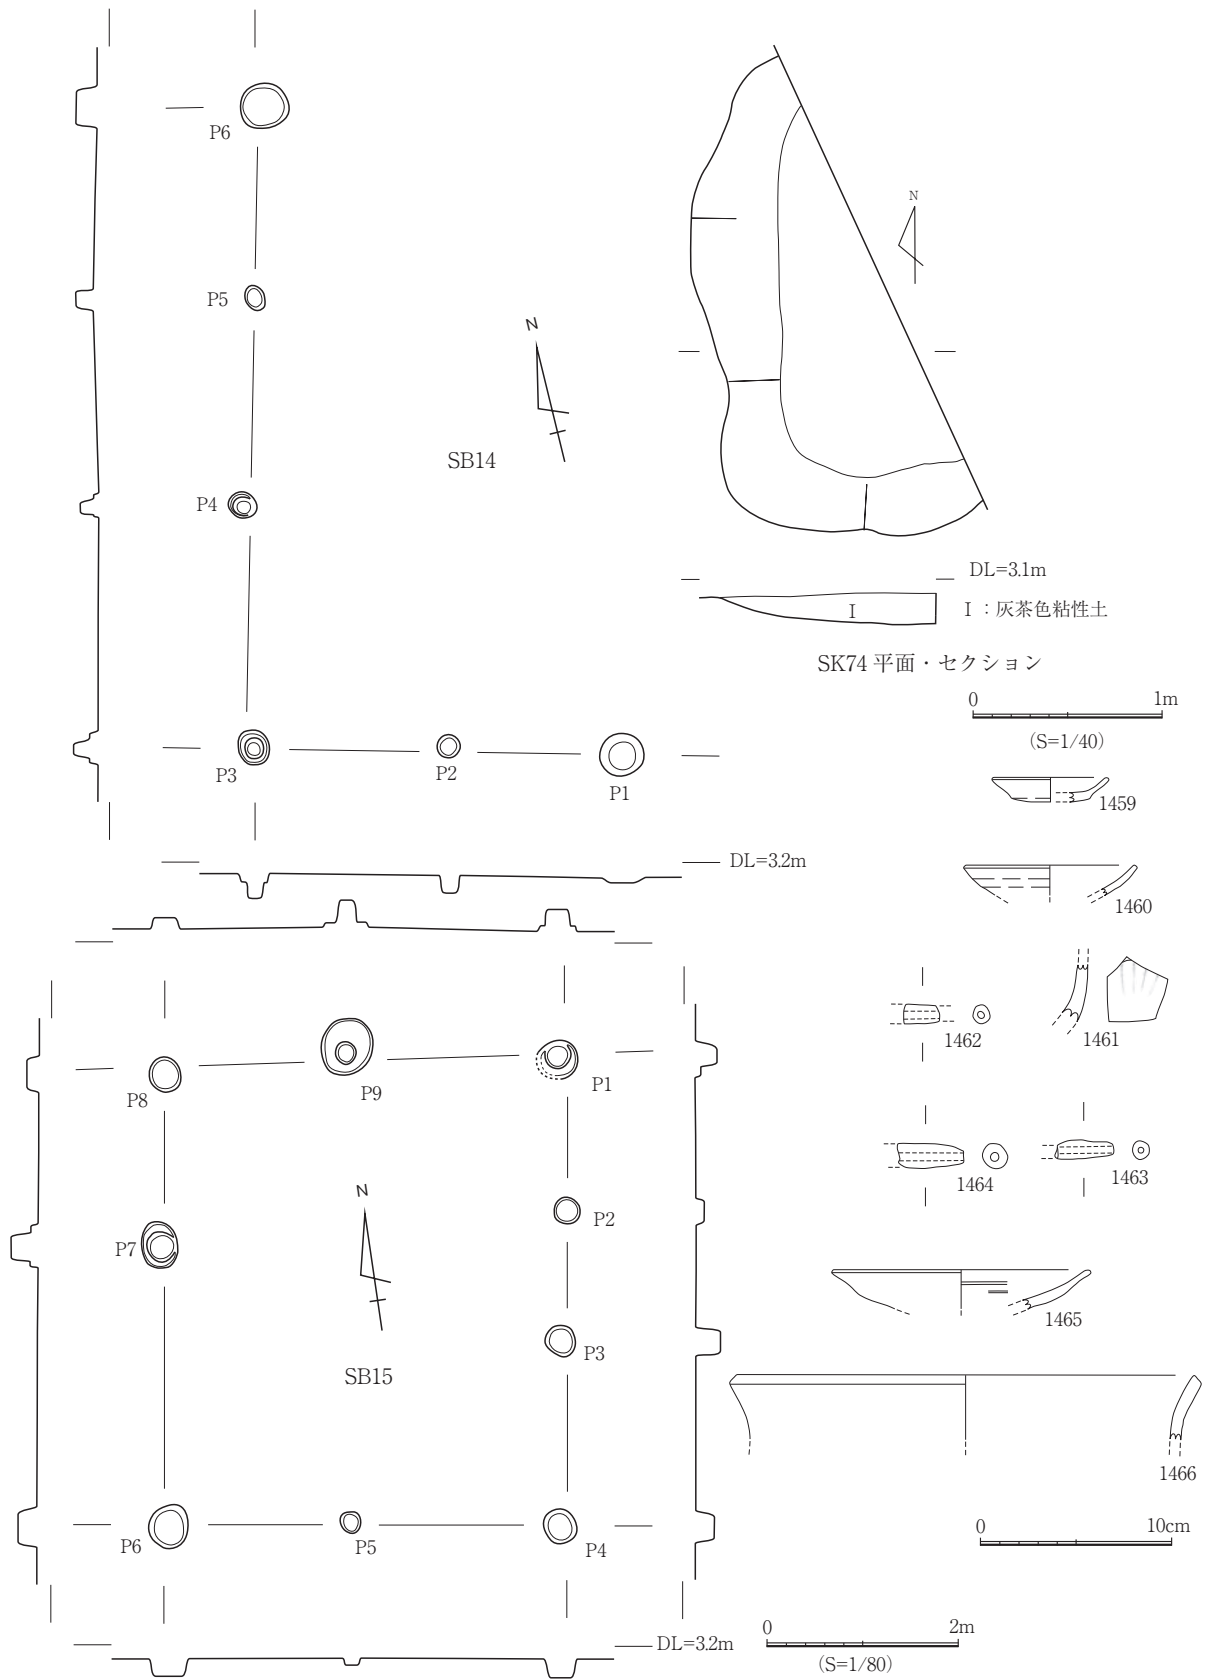 P6
P5
N
SB14
P4
P3
P2
P1
DL=3.2m
N
DL=3.1m
I
I ：灰茶色粘性土
SK74 平面・セクション
0 1m
(S=1/40)
1459
1460
1462
1461
1464
1463
1465
1466
0 10cm
P8
P9
P1
N
P7
P2
P3
SB15
P6
P5
P4
DL=3.2m
0 2m
(S=1/80)